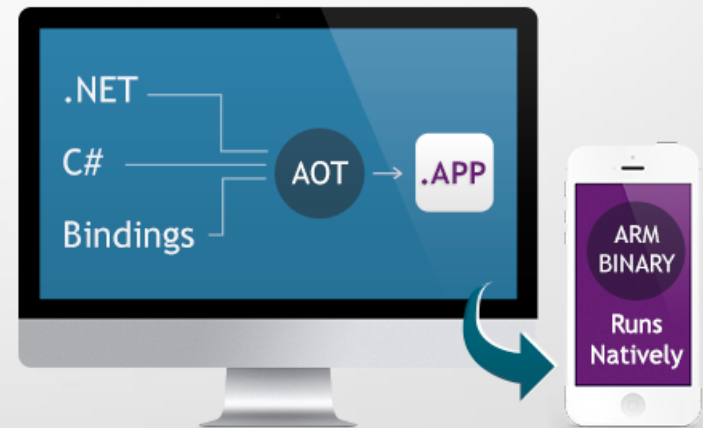 .NET
C#
Bindings
AOT
.APP
ARM
BINARY
Runs
Natively